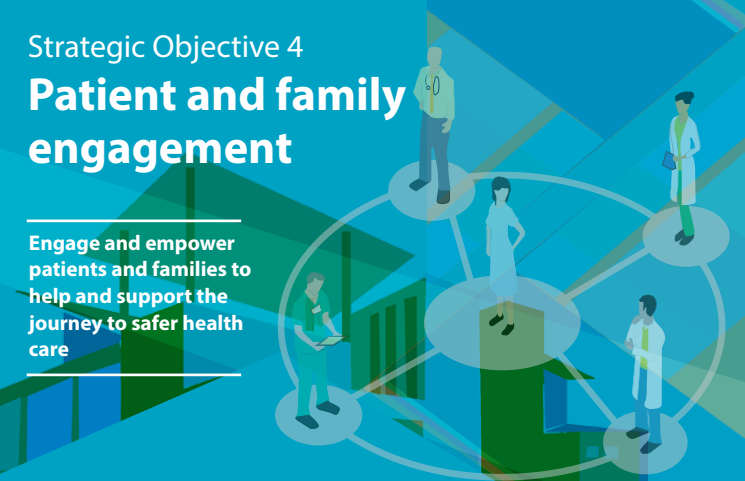 Strategic Objective 4
Patient and family
engagement
Engage and empower
patients and families to
help and support the
journey to safer health
care